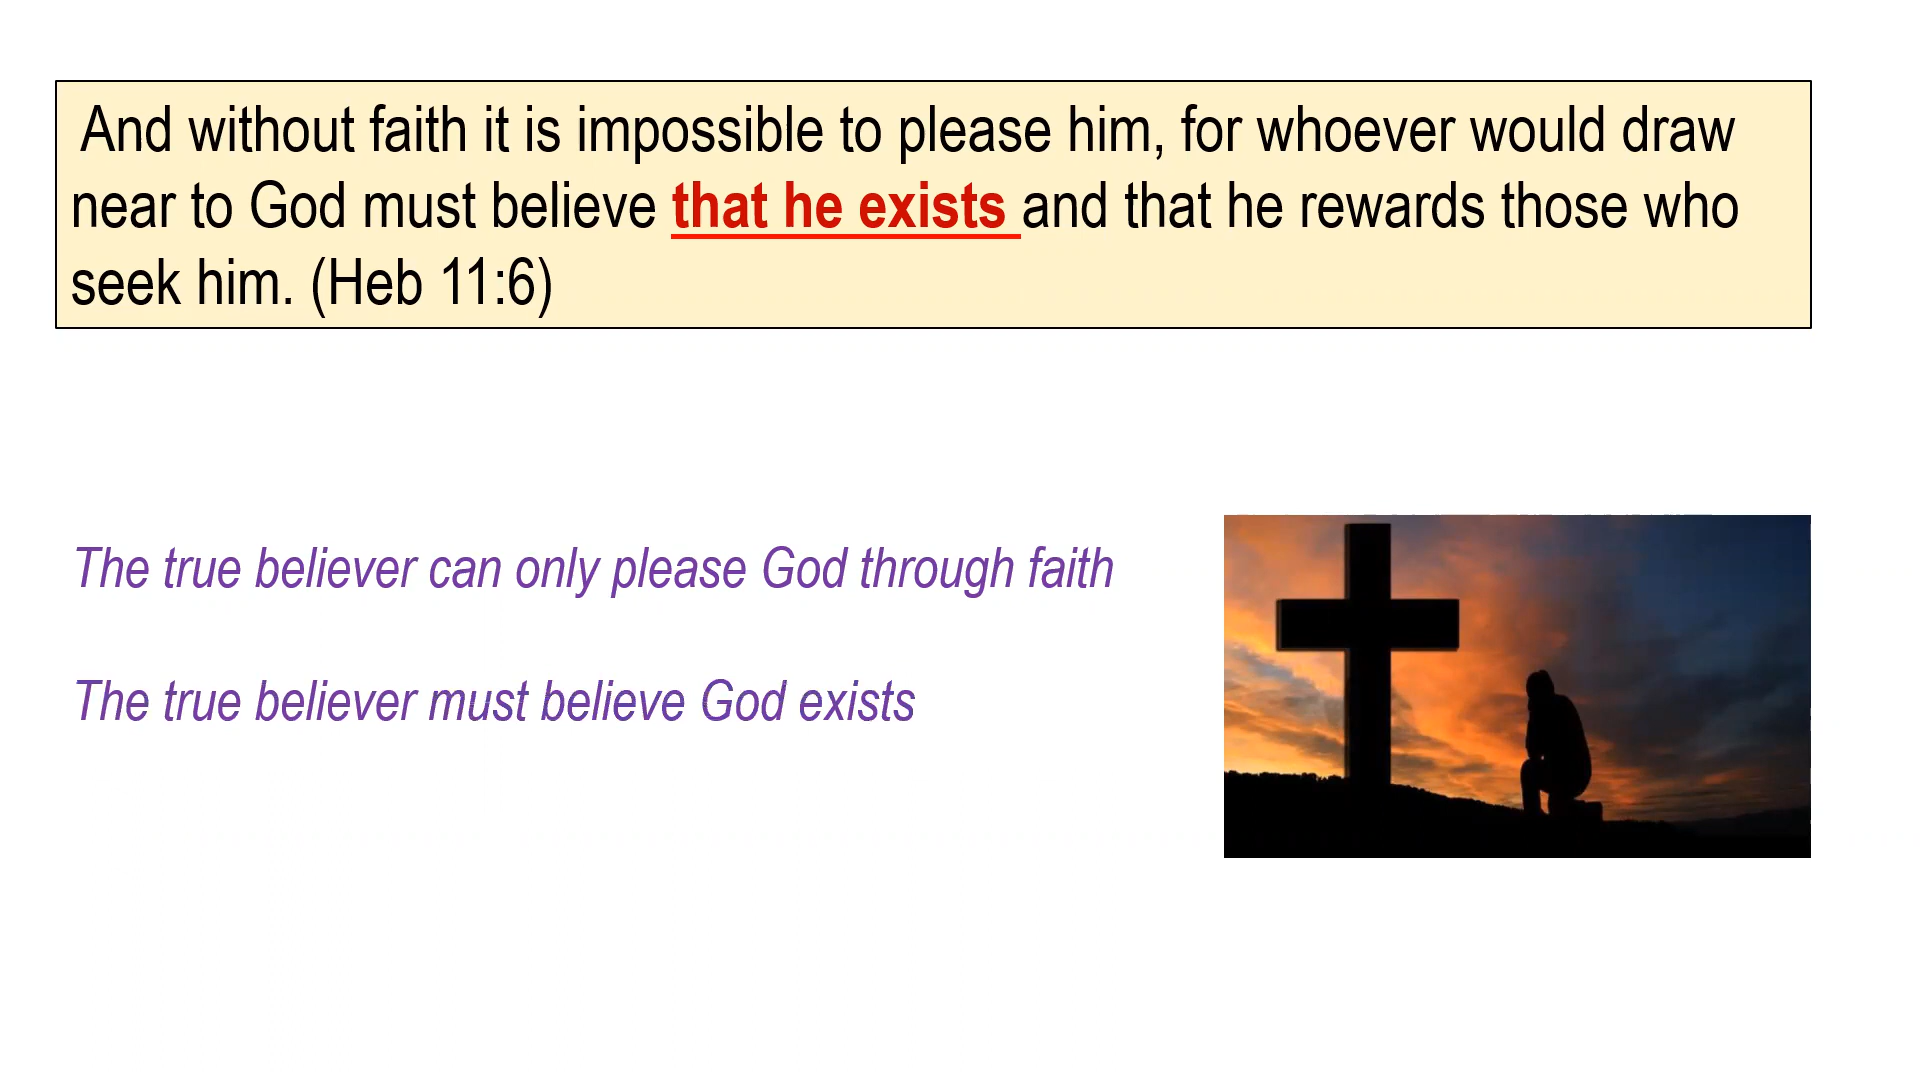 And without faith it is impossible to please him, for whoever would draw
near to God must believe that he exists and that he rewards those who
seek him. (Heb 11:6)
The true believer can only please God through faith
The true believer must believe God exists